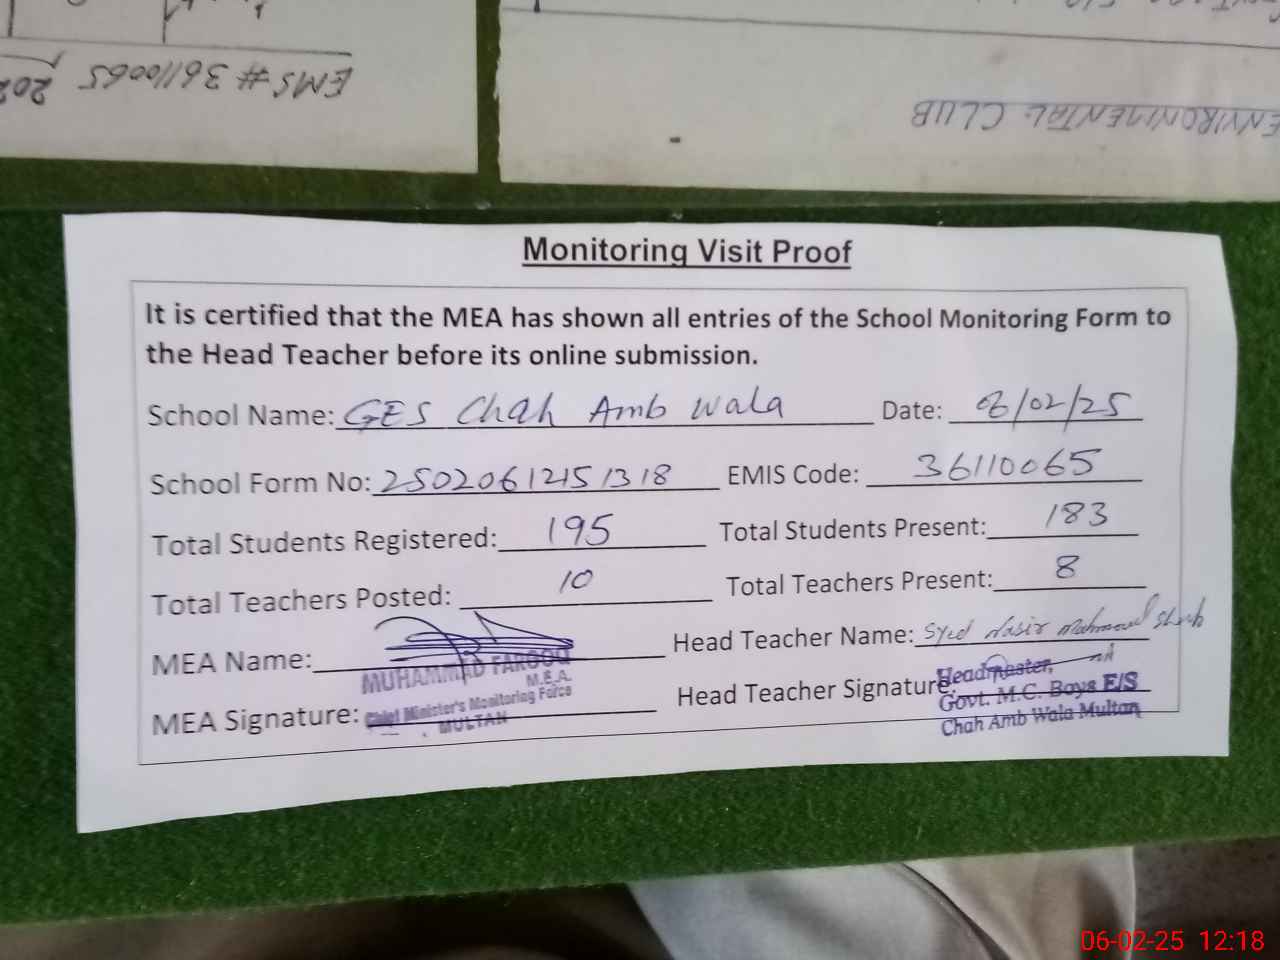 EMS # 36110065 202
ENVIRONMENTAL CLUB
Monitoring Visit Proof
It is certified that the MEA has shown all entries of the School Monitoring Form to
the Head Teacher before its online submission.
School Name: GES Chah Amb Wala Date: 06/02/25
School Form No: 2502061215 1318 EMIS Code: 36110065
Total Students Registered: 195 Total Students Present: 183
Total Teachers Posted: 10 Total Teachers Present: 8
MEA Name: Head Teacher Name: Syed Nasir Mahmood Shah
MUHAMMAD FAROOQ
M.E.A.
MEA Signature: Chief Minister's Monitoring Force
MULTAN
Head Teacher Signature: Headmaster,
Govt. M.C. Boys E/S
Chah Amb Wala Multan
06-02-25 12:18